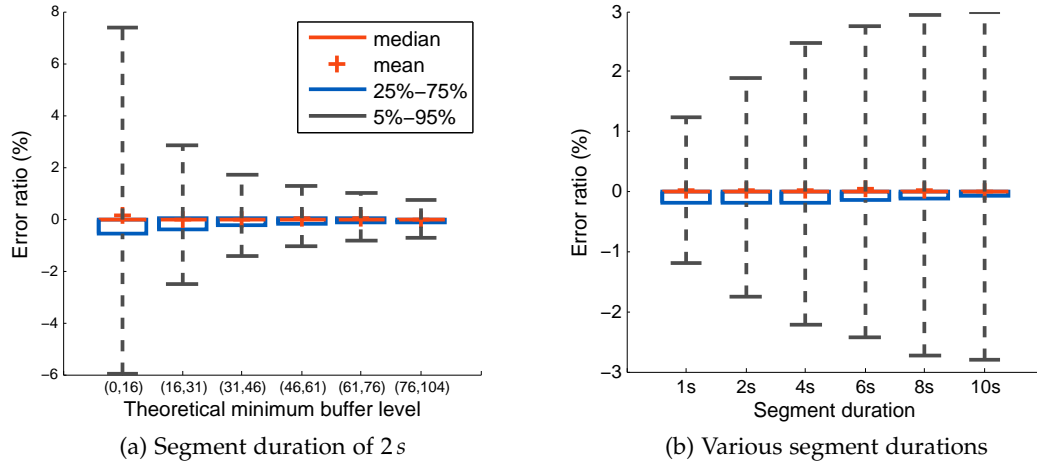 8
6
4
2
0
−2
−4
−6
Error ratio (%)
median
mean
25%−75%
5%−95%
(0,16) (16,31) (31,46) (46,61) (61,76) (76,104)
Theoretical minimum buffer level
(a) Segment duration of 2 s
3
2
1
0
−1
−2
−3
Error ratio (%)
1s 2s 4s 6s 8s 10s
Segment duration
(b) Various segment durations